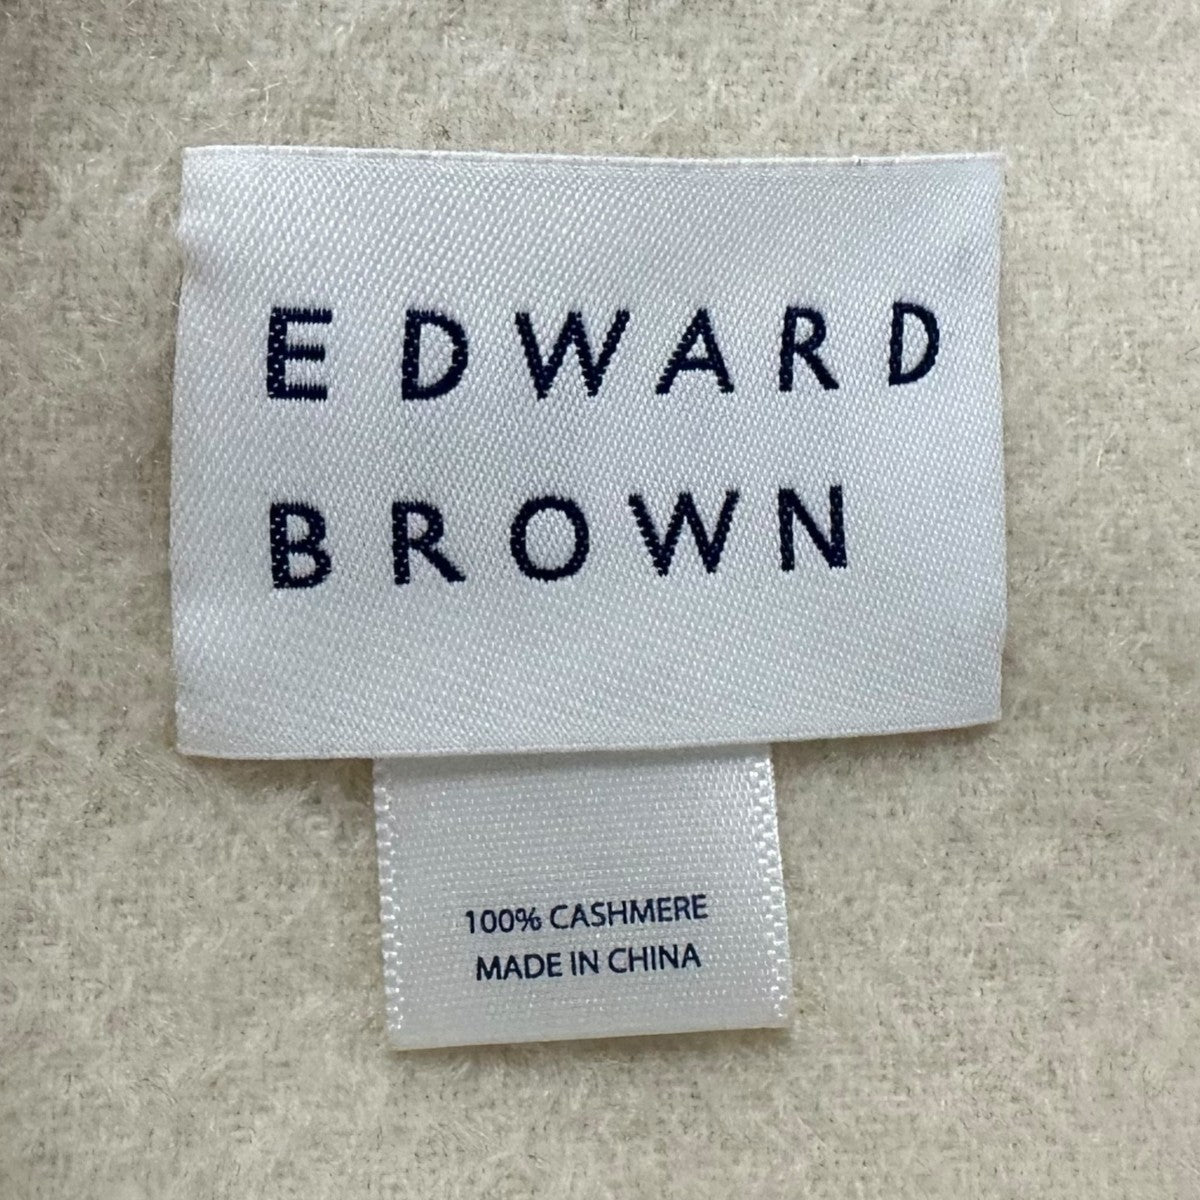 EDWARD
BROWN
100% CASHMERE
MADE IN CHINA